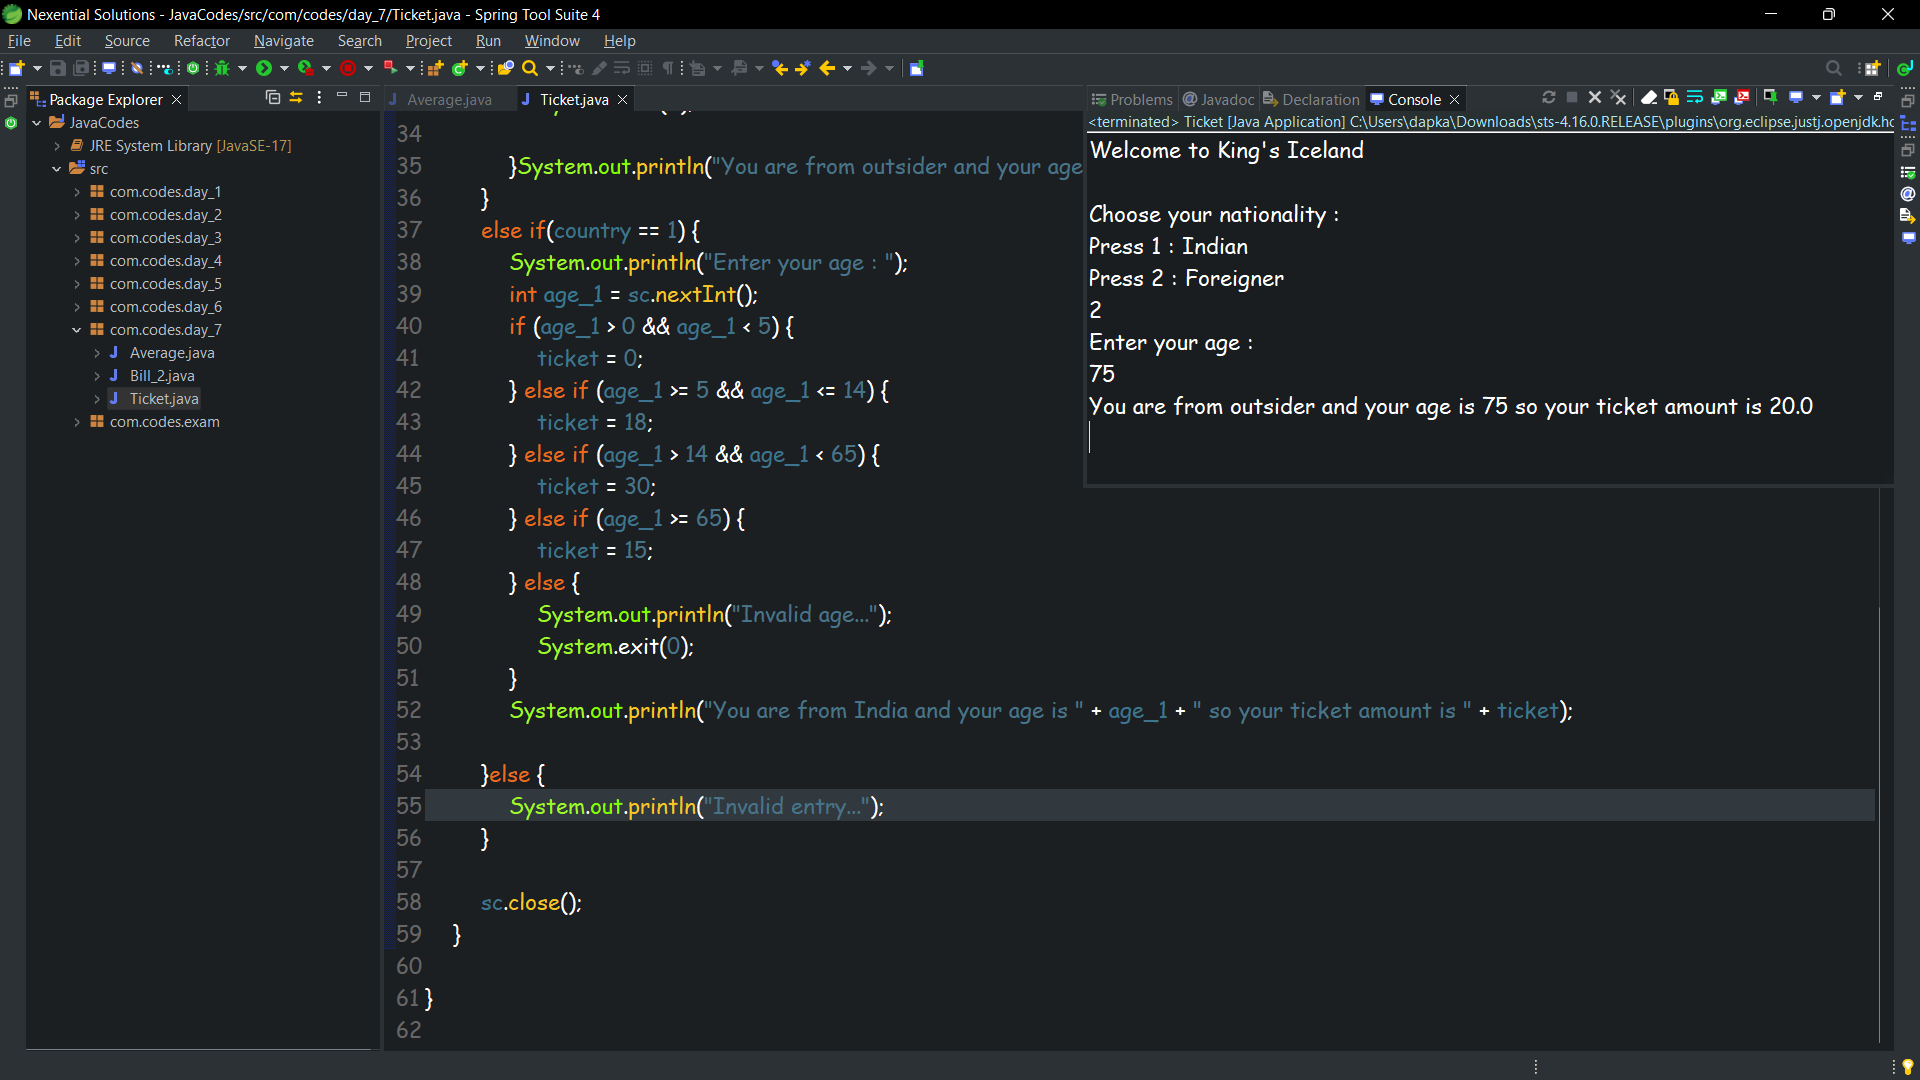 Nexential Solutions - JavaCodes/src/com/codes/day_7/Ticket.java - Spring Tool Suite 4
File Edit Source Refactor Navigate Search Project Run Window Help
Package Explorer
JavaCodes
JRE System Library [JavaSE-17]
src
com.codes.day_1
com.codes.day_2
com.codes.day_3
com.codes.day_4
com.codes.day_5
com.codes.day_6
com.codes.day_7
Average.java
Bill_2.java
Ticket.java
com.codes.exam
Average.java Ticket.java
34
35 }System.out.println("You are from outsider and your age
36 }
37 else if(country == 1) {
38 System.out.println("Enter your age : ");
39 int age_1 = sc.nextInt();
40 if (age_1 > 0 && age_1 < 5) {
41 ticket = 0;
42 } else if (age_1 >= 5 && age_1 <= 14) {
43 ticket = 18;
44 } else if (age_1 > 14 && age_1 < 65) {
45 ticket = 30;
46 } else if (age_1 >= 65) {
47 ticket = 15;
48 } else {
49 System.out.println("Invalid age...");
50 System.exit(0);
51 }
52 System.out.println("You are from India and your age is " + age_1 + " so your ticket amount is " + ticket);
53
54 }else {
55 System.out.println("Invalid entry...");
56 }
57
58 sc.close();
59 }
60
61 }
62
Problems Javadoc Declaration Console
<terminated> Ticket [Java Application] C:\Users\dapka\Downloads\sts-4.16.0.RELEASE\plugins\org.eclipse.justj.openjdk.ho
Welcome to King's Iceland
Choose your nationality :
Press 1 : Indian
Press 2 : Foreigner
2
Enter your age :
75
You are from outsider and your age is 75 so your ticket amount is 20.0